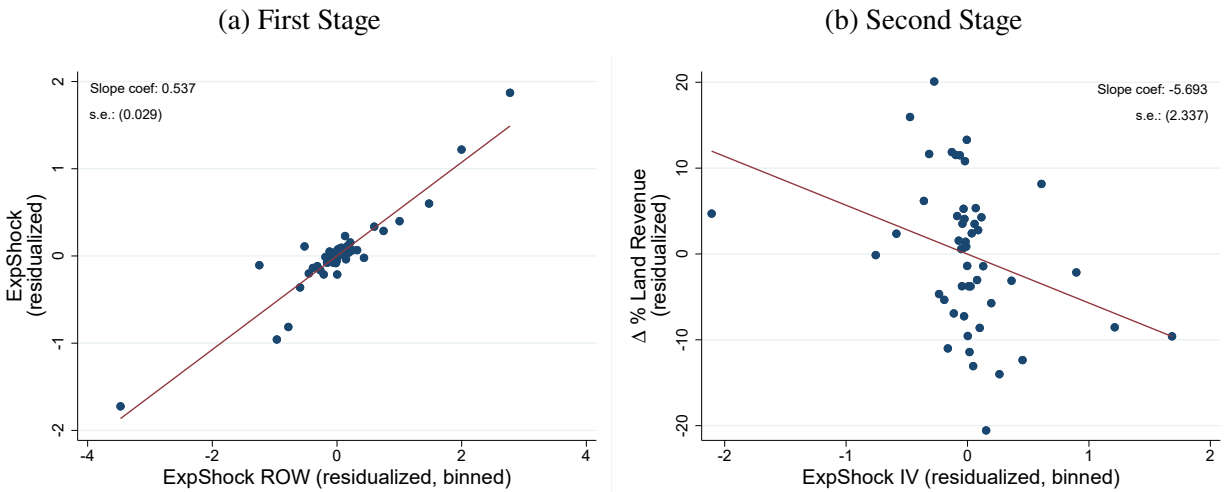 (a) First Stage
Slope coef: 0.537
s.e.: (0.029)
ExpShock
(residualized)
2
1
0
-1
-2
-4
-2
0
2
4
ExpShock ROW (residualized, binned)
(b) Second Stage
Slope coef: -5.693
s.e.: (2.337)
Δ % Land Revenue
(residualized)
20
10
0
-10
-20
-2
-1
0
1
2
ExpShock IV (residualized, binned)